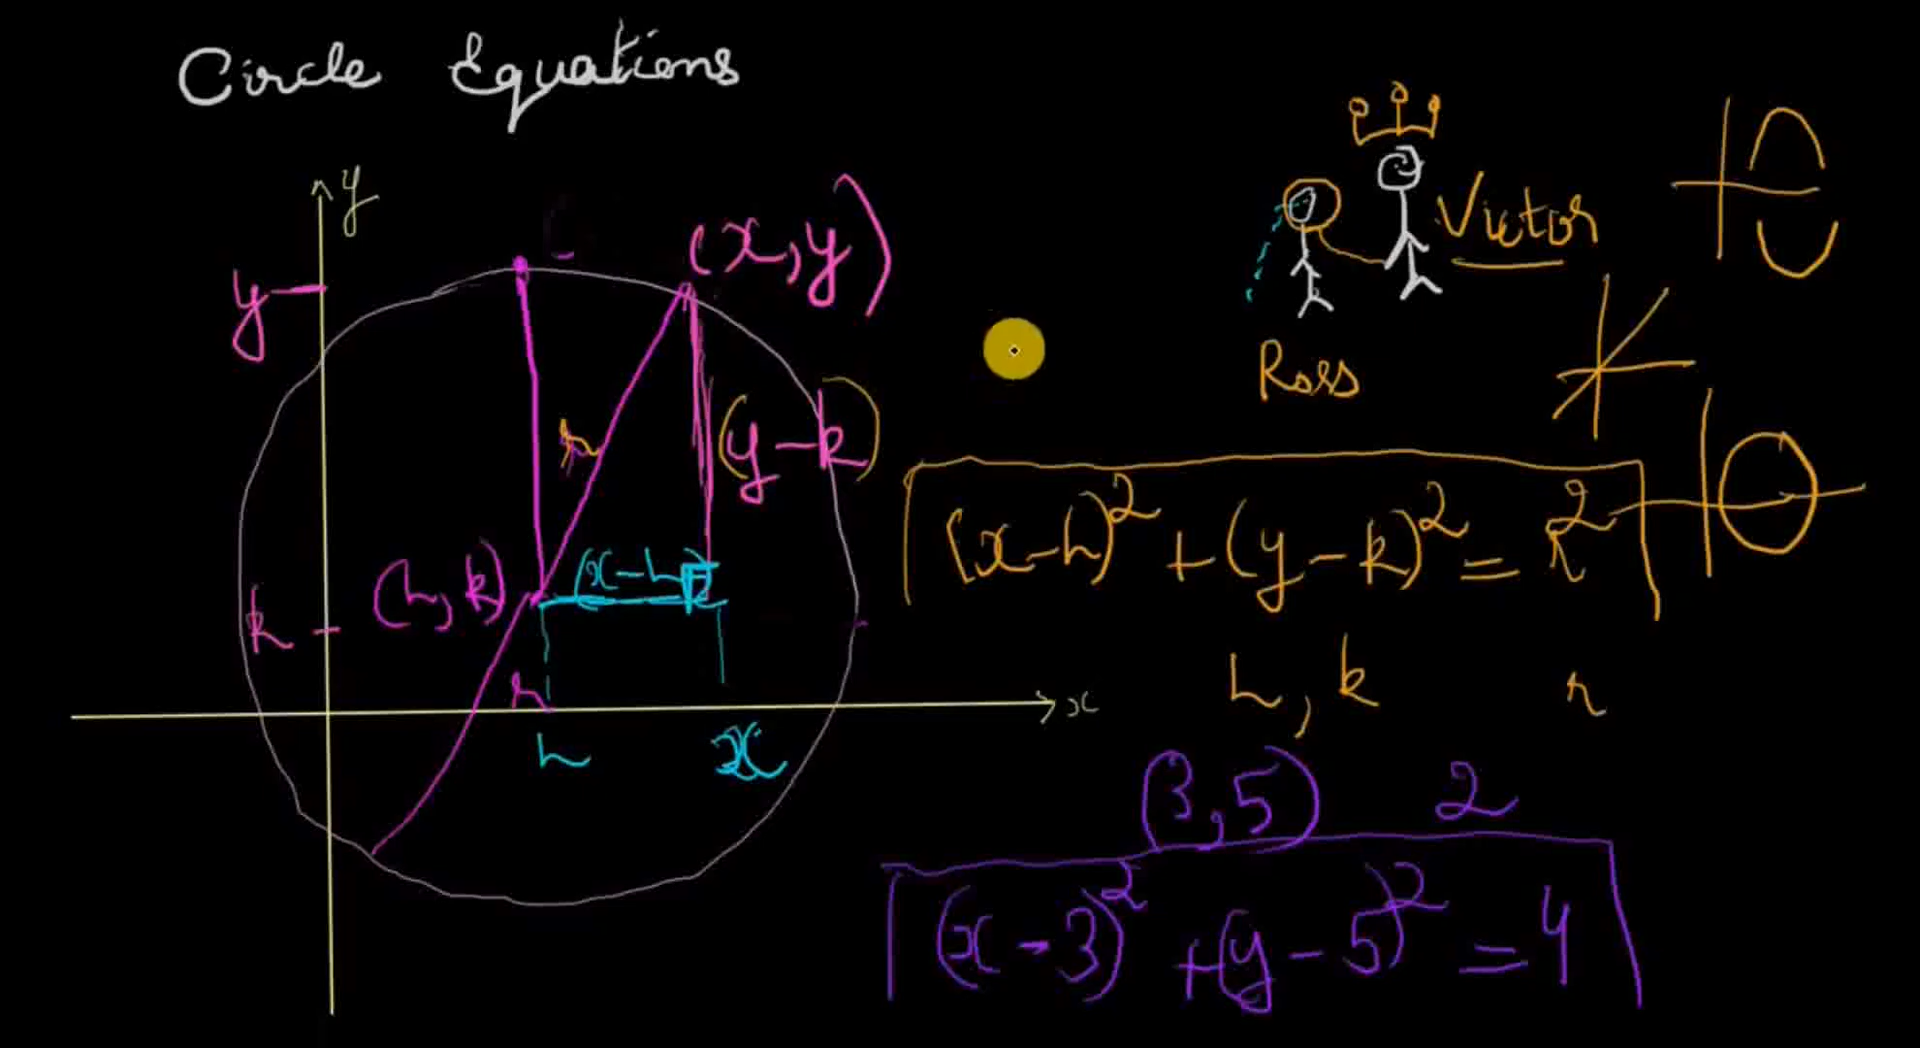 Circle Equations
y
(x,y)
y
Victor
Ross
r
(y-k)
(x-h)² + (y-k)² = r²
(h,k)
(x-h)
k
h, k r
r
x
h
x
(3,5) 2
(x-3)² + (y-5)² = 4